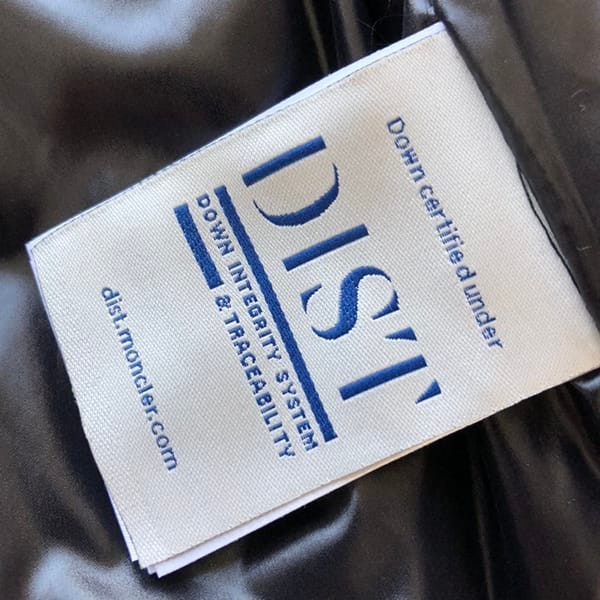 Down certified under
DIST
DOWN INTEGRITY SYSTEM
& TRACEABILITY
dist.moncler.com